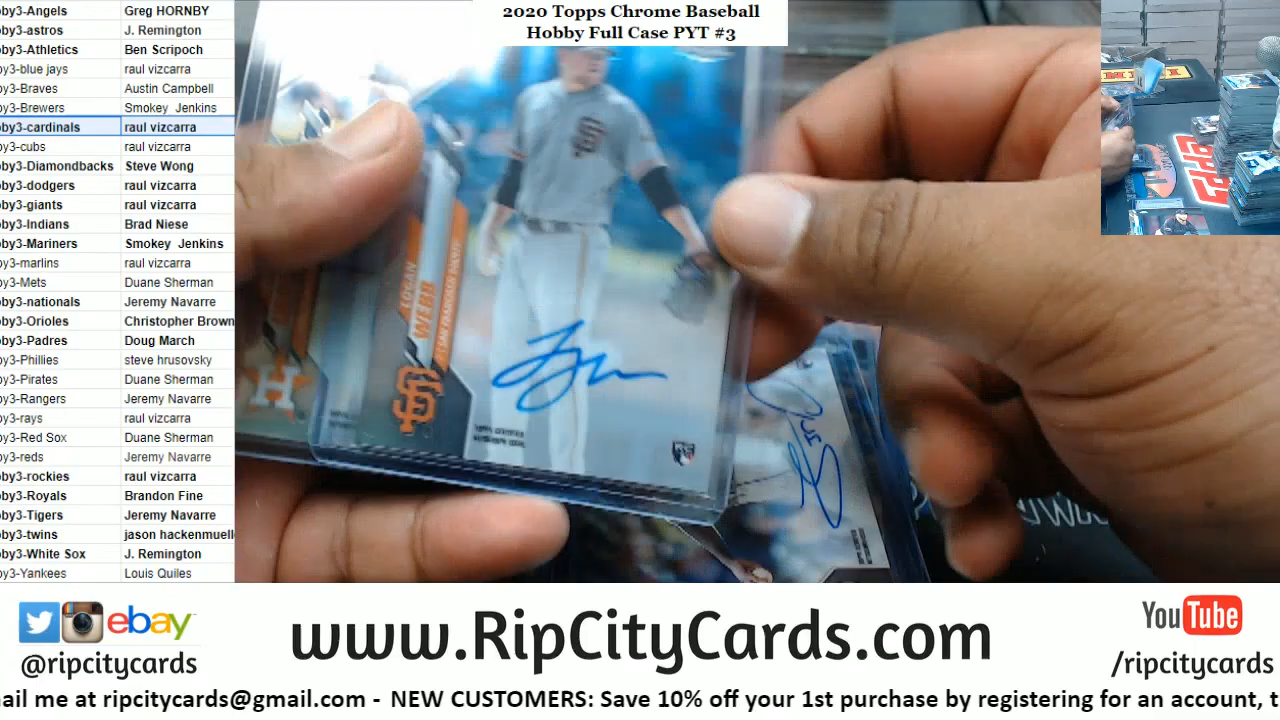 2020 Topps Chrome Baseball
Hobby Full Case PYT #3
by3-Angels Greg HORNBY
by3-astros J. Remington
by3-Athletics Ben Scripoch
by3-blue jays raul vizcarra
by3-Braves Austin Campbell
by3-Brewers Smokey Jenkins
by3-cardinals raul vizcarra
by3-cubs raul vizcarra
by3-Diamondbacks Steve Wong
by3-dodgers raul vizcarra
by3-giants raul vizcarra
by3-Indians Brad Niese
by3-Mariners Smokey Jenkins
by3-marlins raul vizcarra
by3-Mets Duane Sherman
by3-nationals Jeremy Navarre
by3-Orioles Christopher Brown
by3-Padres Doug March
by3-Phillies steve hrusovsky
by3-Pirates Duane Sherman
by3-Rangers Jeremy Navarre
by3-rays raul vizcarra
by3-Red Sox Duane Sherman
by3-reds Jeremy Navarre
by3-rockies raul vizcarra
by3-Royals Brandon Fine
by3-Tigers Jeremy Navarre
by3-twins jason hackenmuell
by3-White Sox J. Remington
by3-Yankees Louis Quiles
LOGAN
WEBB
SAN FRANCISCO GIANTS
SF
SF
H
TOPPS
ebay
@ripcitycards
www.RipCityCards.com
YouTube
/ripcitycards
ail me at ripcitycards@gmail.com - NEW CUSTOMERS: Save 10% off your 1st purchase by registering for an account, t